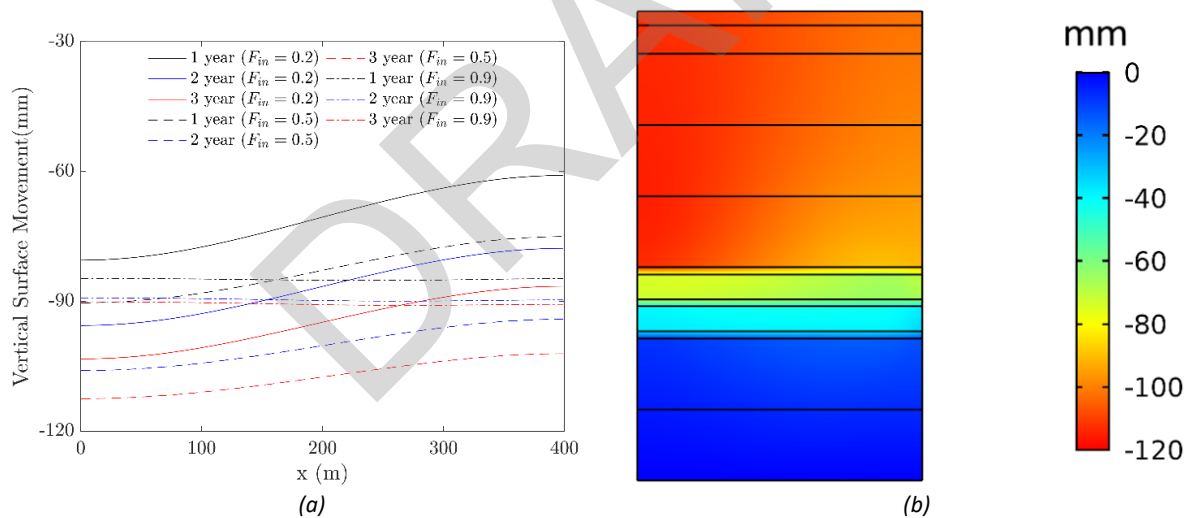 DRA
-30
-60
-90
-120
Vertical Surface Movement(mm)
1 year (F_in = 0.2)
2 year (F_in = 0.2)
3 year (F_in = 0.2)
1 year (F_in = 0.5)
2 year (F_in = 0.5)
3 year (F_in = 0.5)
1 year (F_in = 0.9)
2 year (F_in = 0.9)
3 year (F_in = 0.9)
0 100 200 300 400
x (m)
(a)
(b)
mm
0
-20
-40
-60
-80
-100
-120